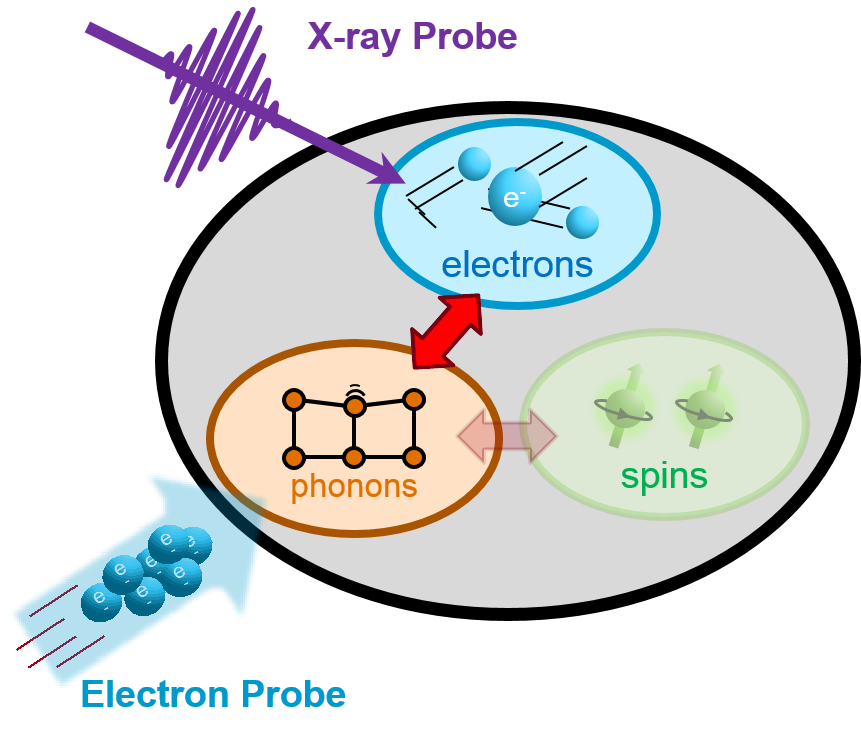 X-ray Probe
e-
electrons
phonons
spins
e-
e-
e-
e-
e-
e-
e-
Electron Probe